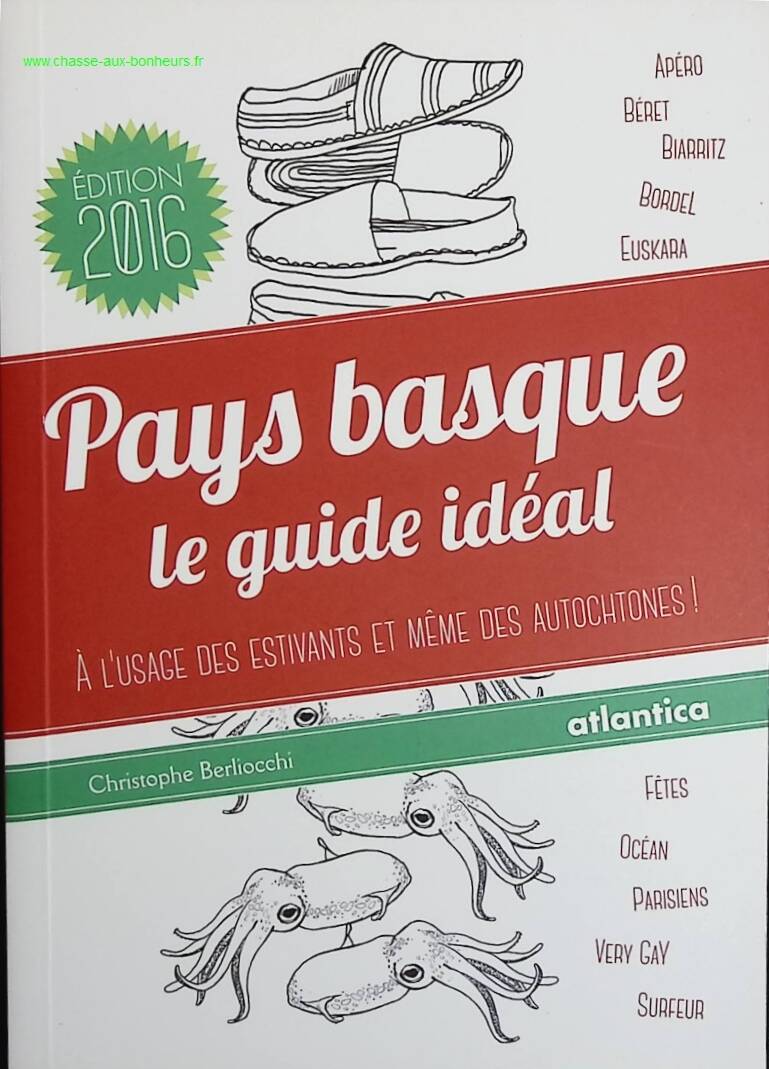 www.chasse-aux-bonheurs.fr
ÉDITION
2016
APÉRO
BÉRET
BIARRITZ
BORDEL
EUSKARA
Pays basque
le guide idéal
À L'USAGE DES ESTIVANTS ET MÊME DES AUTOCHTONES !
atlantica
Christophe Berliocchi
FÊTES
OCÉAN
PARISIENS
VERY GAY
SURFEUR